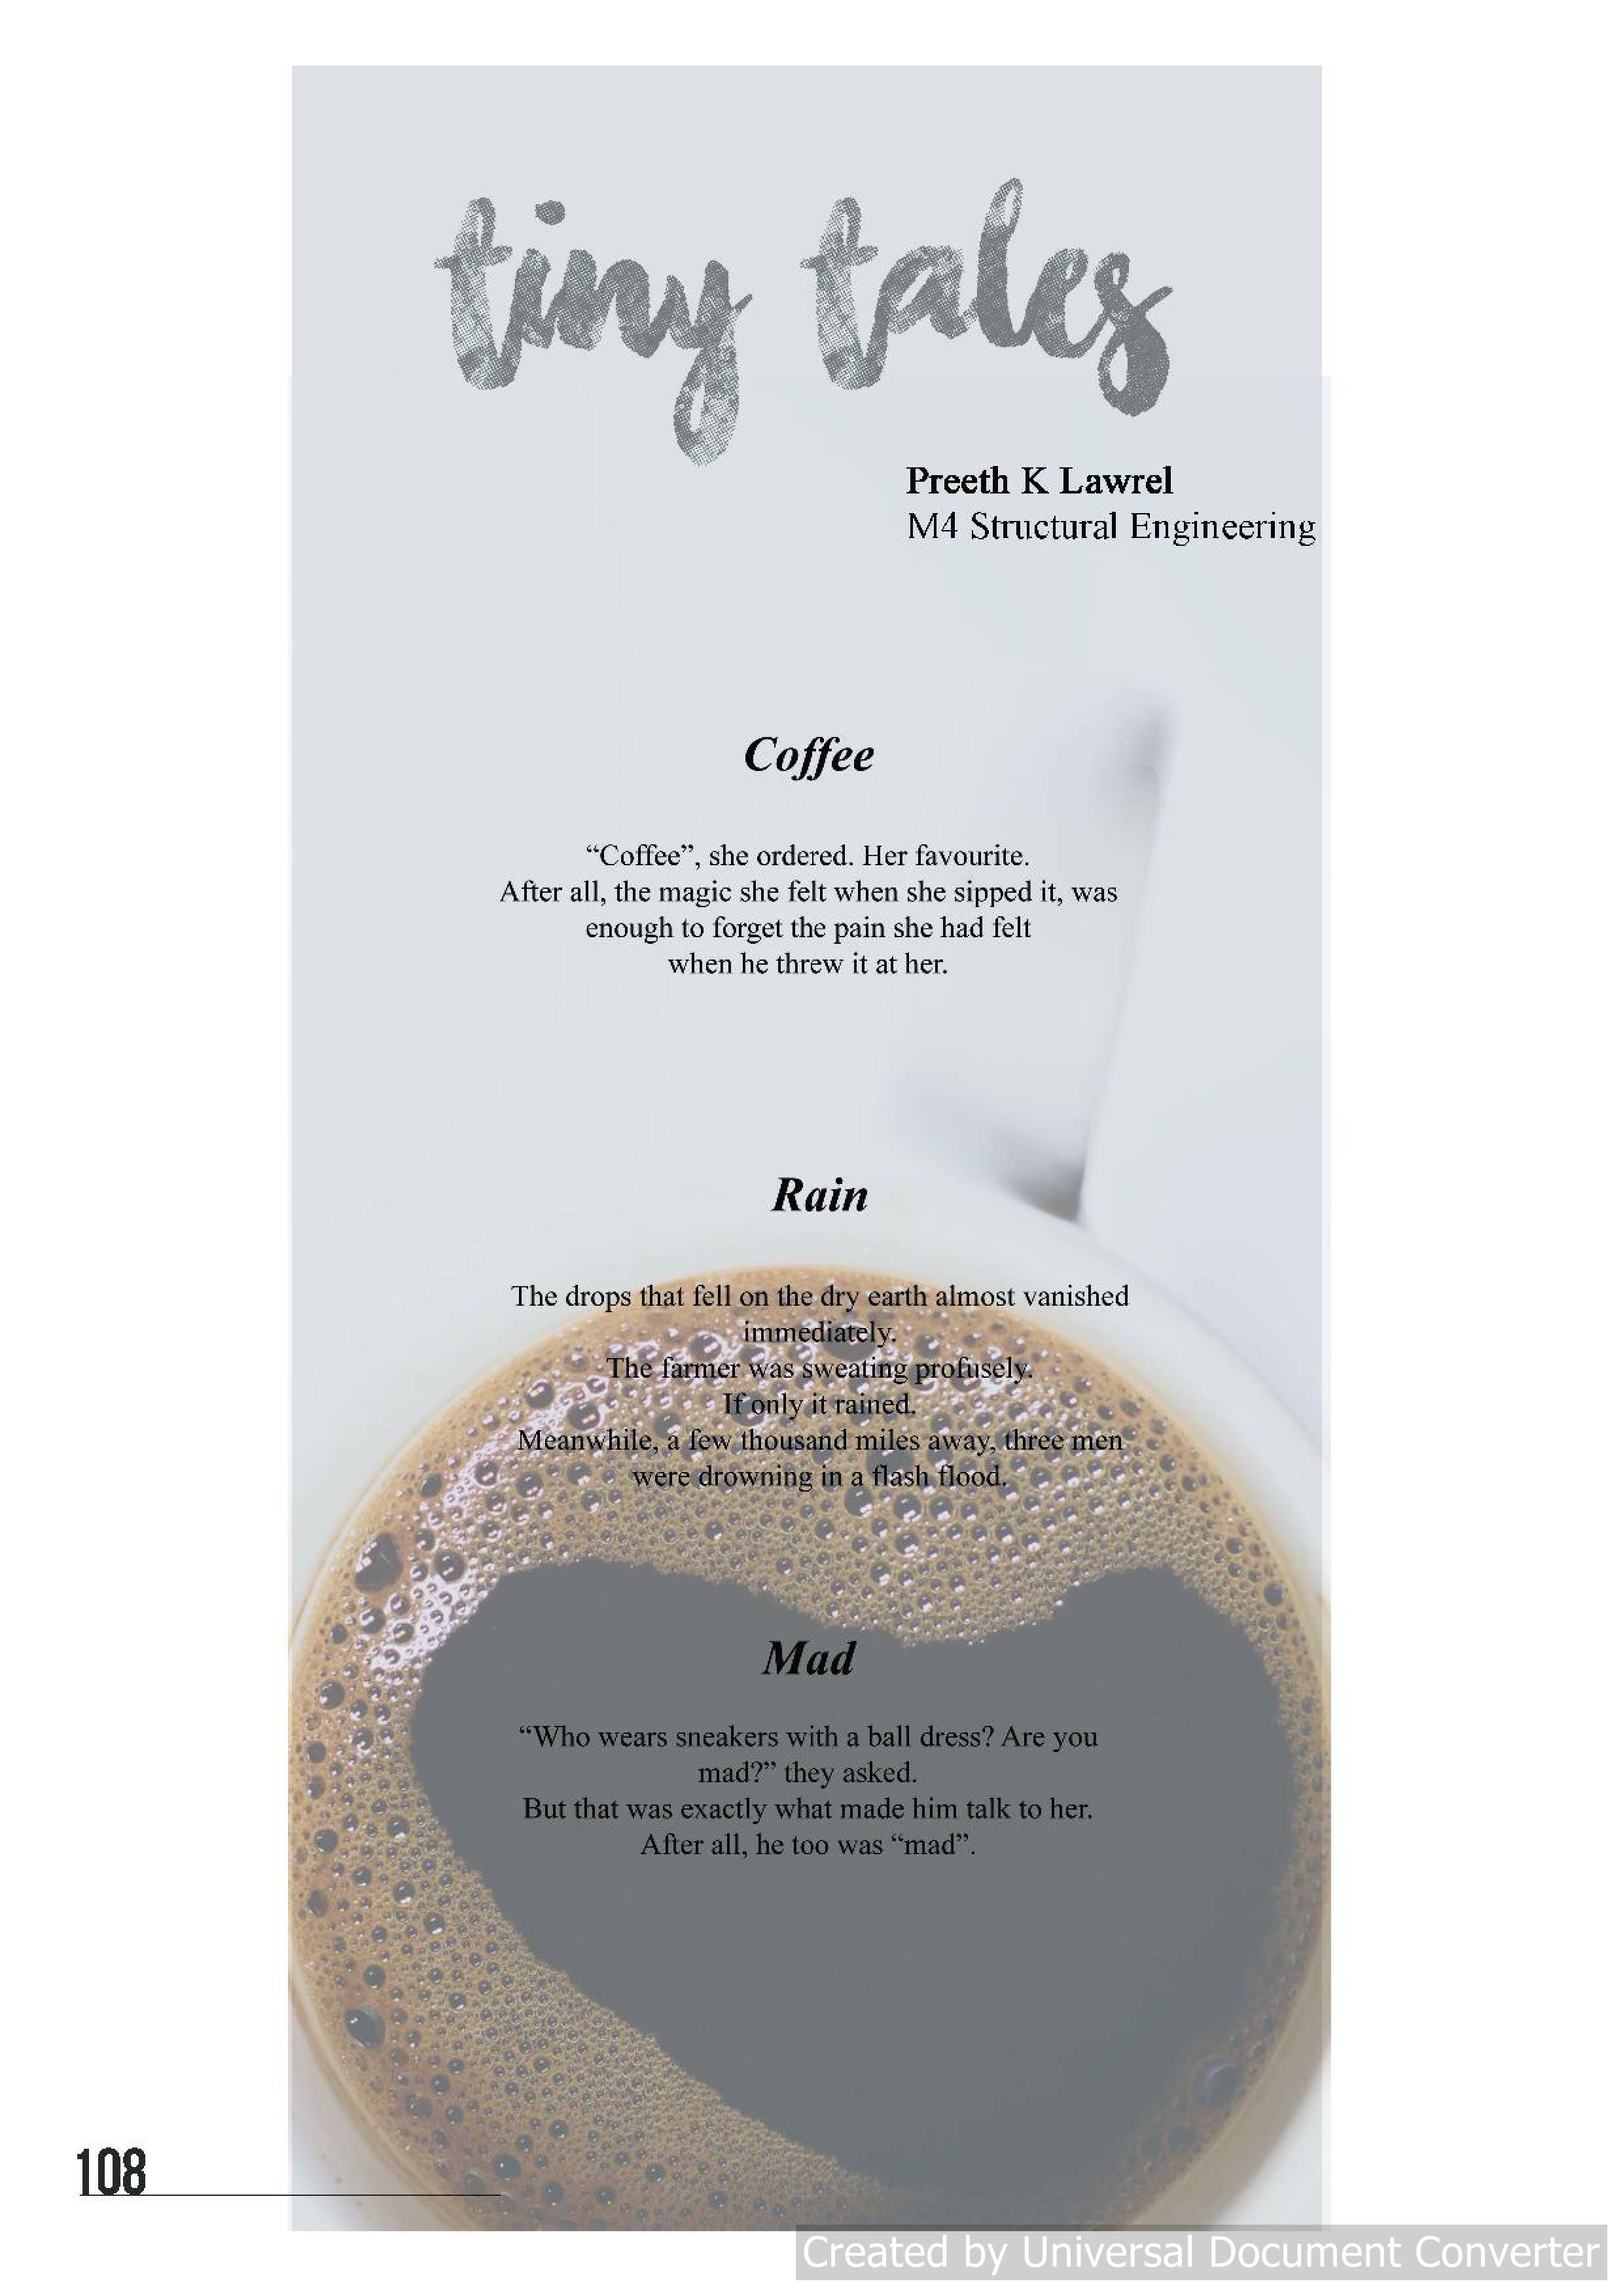 tiny tales
Preeth K Lawrel
M4 Structural Engineering
Coffee
“Coffee”, she ordered. Her favourite.
After all, the magic she felt when she sipped it, was
enough to forget the pain she had felt
when he threw it at her.
Rain
The drops that fell on the dry earth almost vanished
immediately.
The farmer was sweating profusely.
If only it rained.
Meanwhile, a few thousand miles away, three men
were drowning in a flash flood.
Mad
“Who wears sneakers with a ball dress? Are you
mad?” they asked.
But that was exactly what made him talk to her.
After all, he too was “mad”.
108
Created by Universal Document Converter